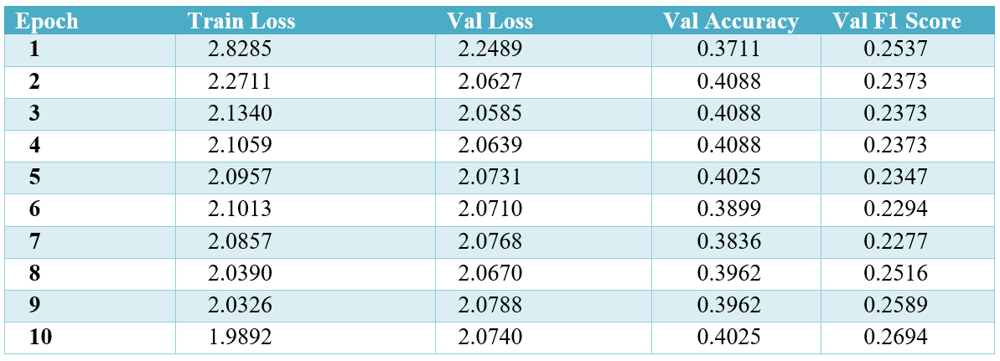 Epoch Train Loss Val Loss Val Accuracy Val F1 Score
1 2.8285 2.2489 0.3711 0.2537
2 2.2711 2.0627 0.4088 0.2373
3 2.1340 2.0585 0.4088 0.2373
4 2.1059 2.0639 0.4088 0.2373
5 2.0957 2.0731 0.4025 0.2347
6 2.1013 2.0710 0.3899 0.2294
7 2.0857 2.0768 0.3836 0.2277
8 2.0390 2.0670 0.3962 0.2516
9 2.0326 2.0788 0.3962 0.2589
10 1.9892 2.0740 0.4025 0.2694